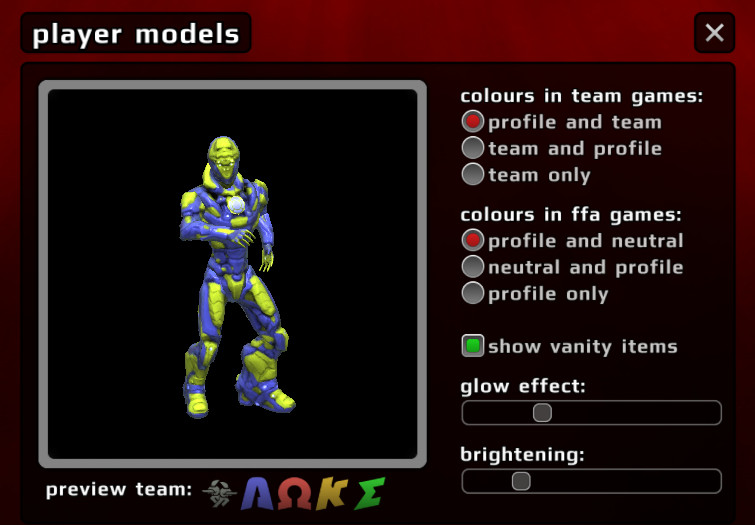 player models
colours in team games:
profile and team
team and profile
team only
colours in ffa games:
profile and neutral
neutral and profile
profile only
show vanity items
glow effect:
brightening:
preview team: Λ Ω K Σ